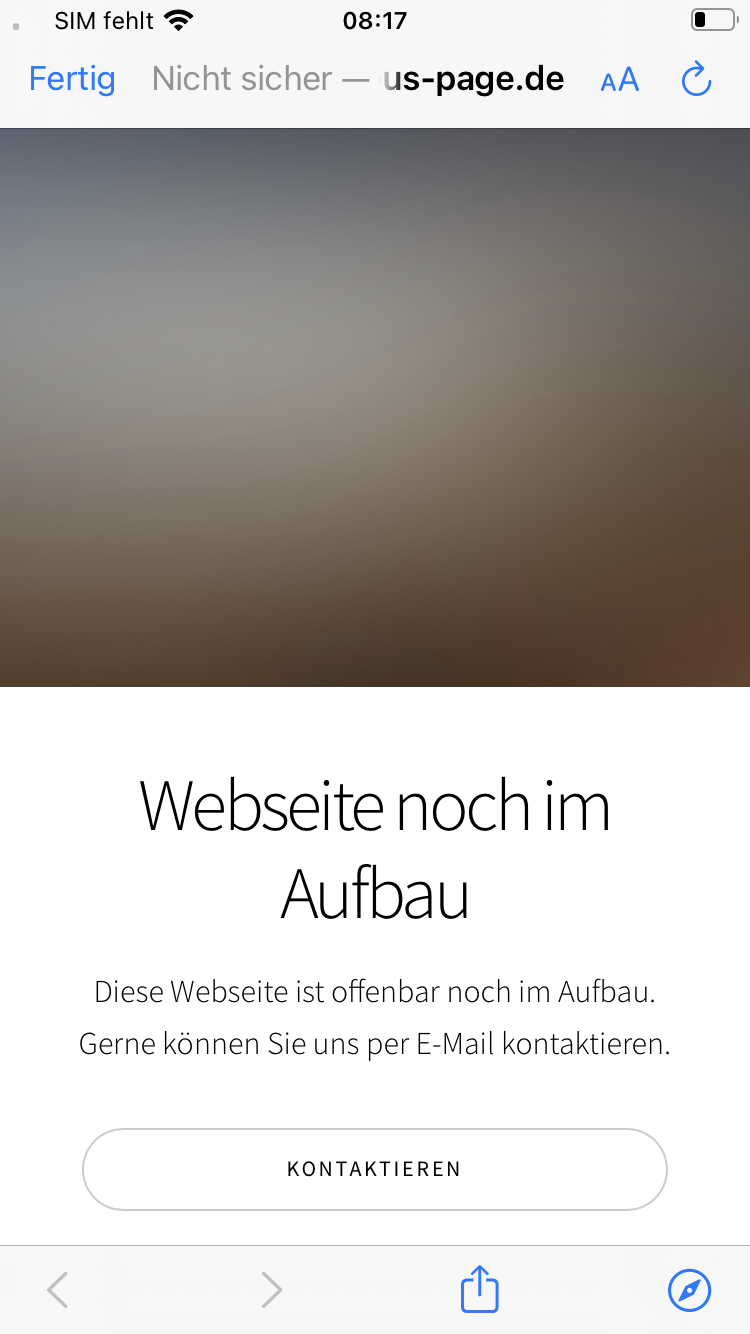 SIM fehlt 08:17
Fertig Nicht sicher — us-page.de AA
Webseite noch im
Aufbau
Diese Webseite ist offenbar noch im Aufbau.
Gerne können Sie uns per E-Mail kontaktieren.
KONTAKTIEREN